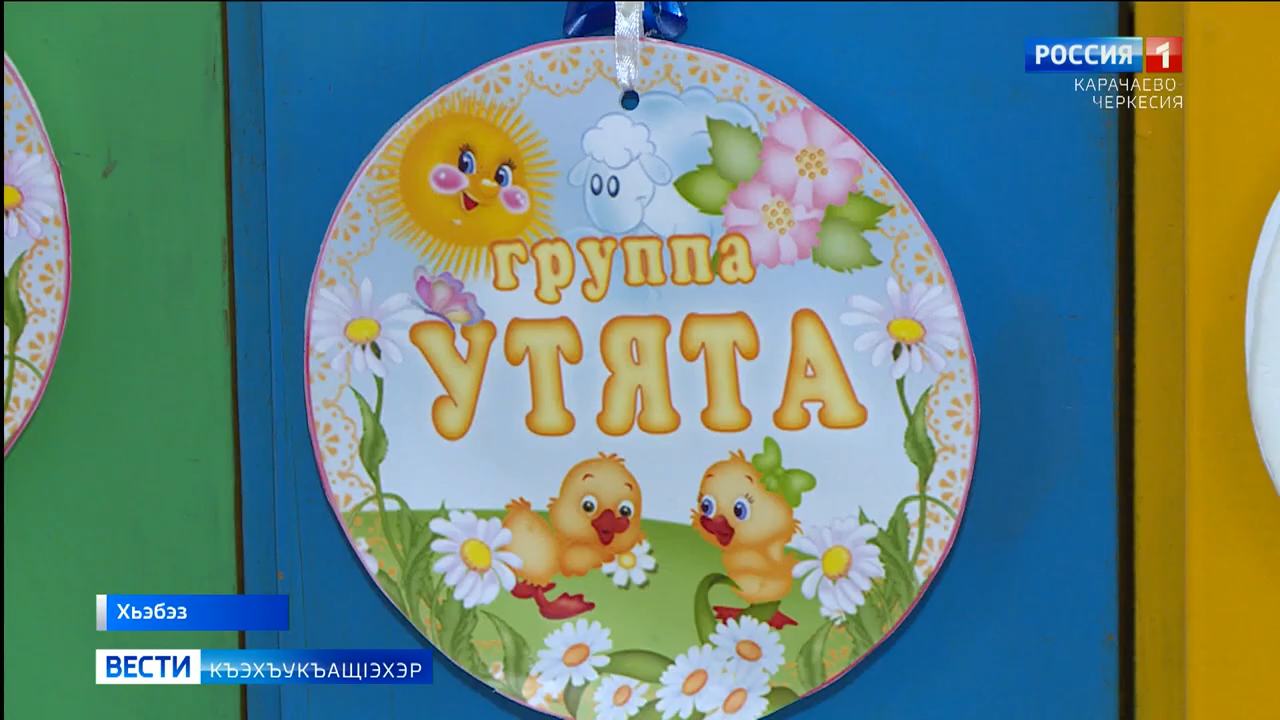 РОССИЯ 1
КАРАЧАЕВО-
ЧЕРКЕСИЯ
группа
УТЯТА
Хьэбэз
ВЕСТИ КЪЭХЪУКЪАЩIЭХЭР